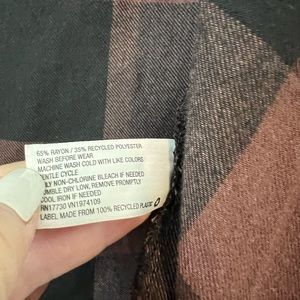 65% RAYON / 35% RECYCLED POLYESTER
WASH BEFORE WEAR
MACHINE WASH COLD WITH LIKE COLORS
GENTLE CYCLE
ONLY NON-CHLORINE BLEACH IF NEEDED
TUMBLE DRY LOW, REMOVE PROMPTLY
COOL IRON IF NEEDED
RN17730 VN1974109
LABEL MADE FROM 100% RECYCLED PLASTIC